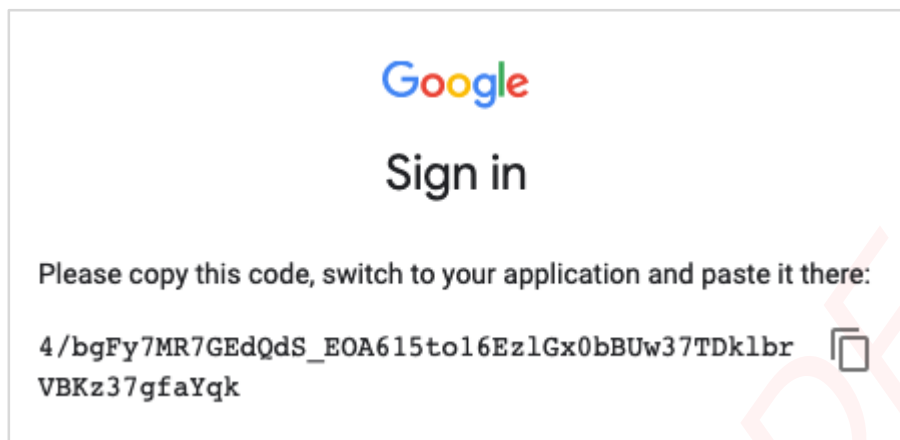 Google
Sign in
Please copy this code, switch to your application and paste it there:
4/bgFy7MR7GEdQdS_EOA615to16EzlGx0bBUw37TDklbr
VBKz37gfaYqk